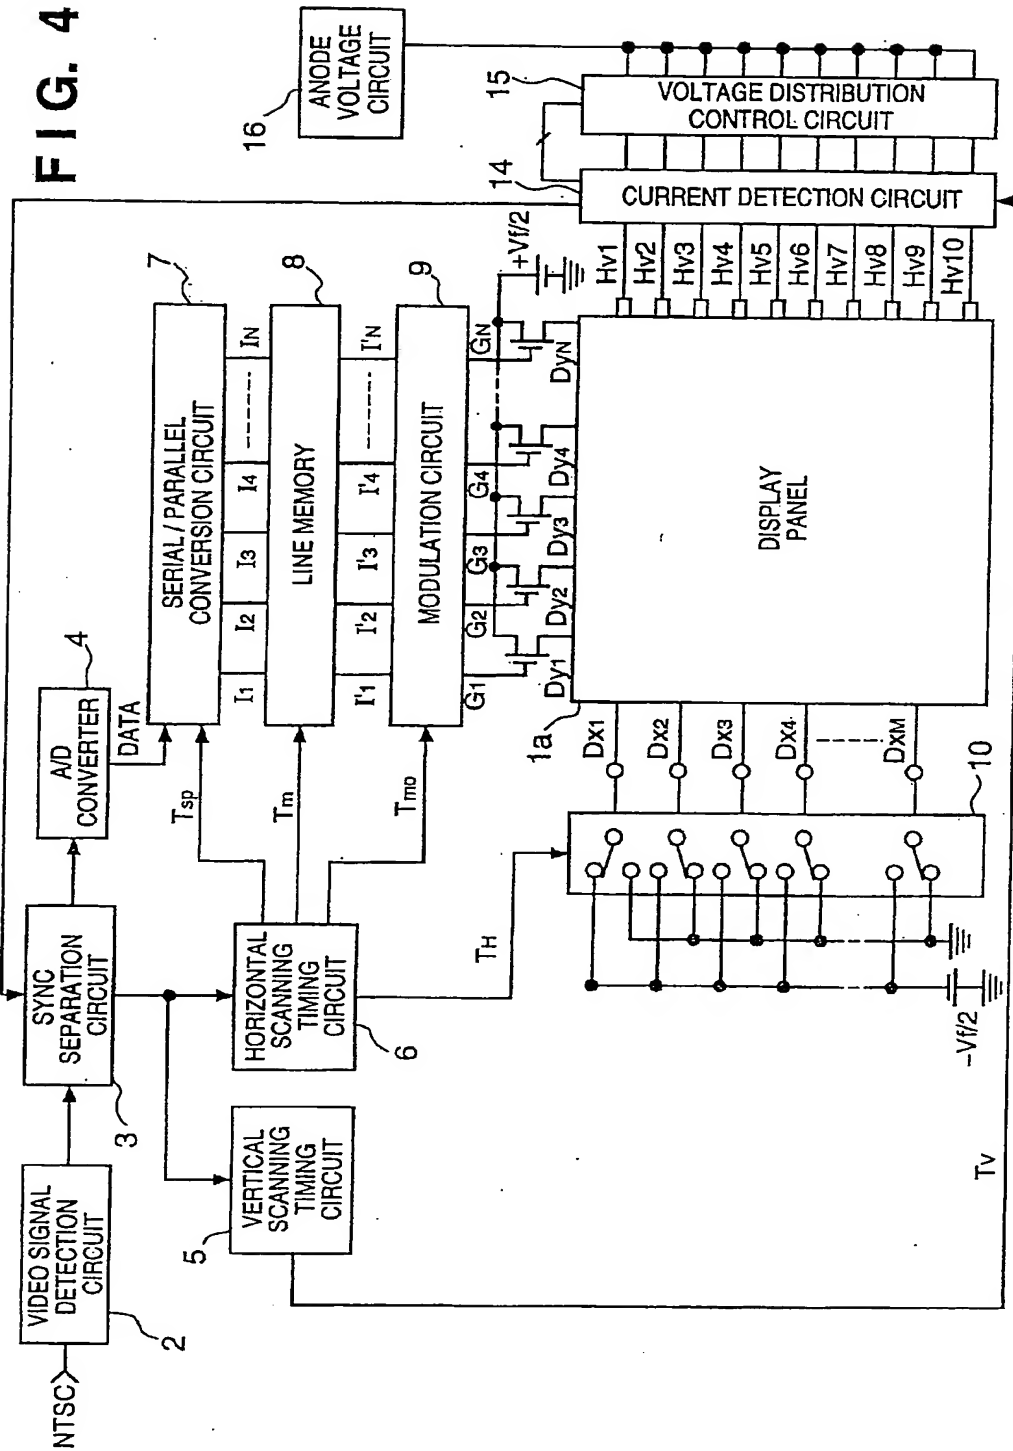 FIG. 4
NTSC
VIDEO SIGNAL
DETECTION
CIRCUIT
2
SYNC
SEPARATION
CIRCUIT
3
A/D
CONVERTER
4
DATA
VERTICAL
SCANNING
TIMING
CIRCUIT
5
HORIZONTAL
SCANNING
TIMING
CIRCUIT
6
Tsp
Tm
Tmo
TH
TV
SERIAL / PARALLEL
CONVERSION CIRCUIT
7
I1 I2 I3 I4 IN
LINE MEMORY
8
I'1 I'2 I'3 I'4 I'N
MODULATION CIRCUIT
9
G1 G2 G3 G4 GN
+Vf/2
Dy1 Dy2 Dy3 Dy4 DyN
1a
DISPLAY
PANEL
Dx1
Dx2
Dx3
Dx4
DxM
10
-Vf/2
Hv1
Hv2
Hv3
Hv4
Hv5
Hv6
Hv7
Hv8
Hv9
Hv10
CURRENT DETECTION CIRCUIT
14
VOLTAGE DISTRIBUTION
CONTROL CIRCUIT
15
ANODE
VOLTAGE
CIRCUIT
16